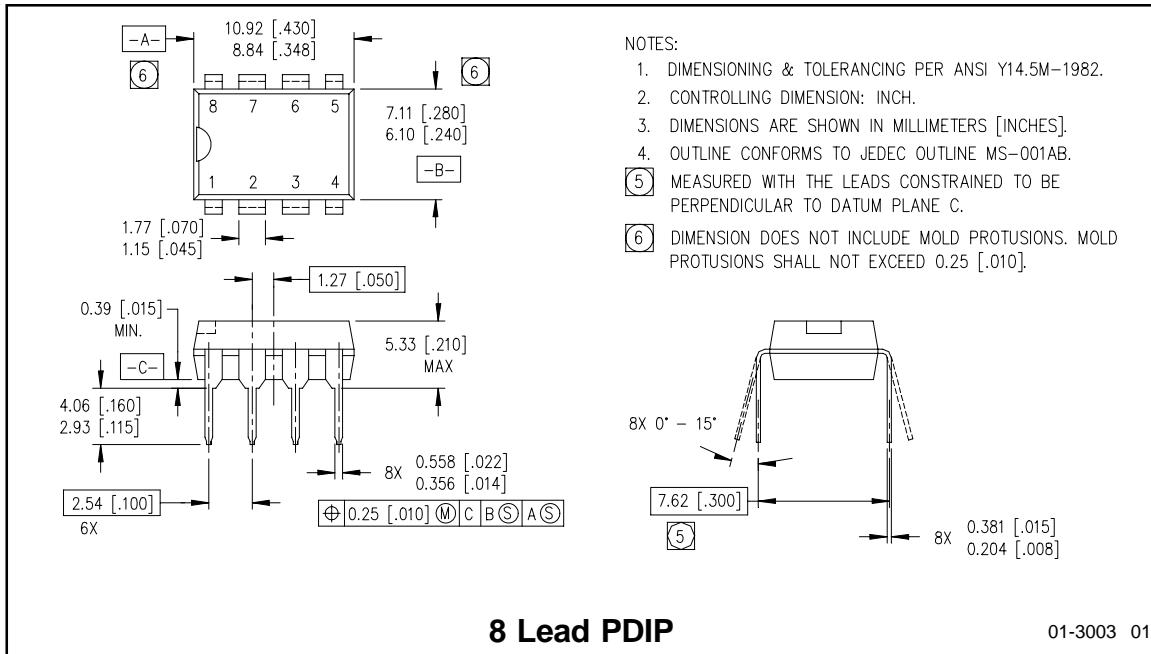 10.92 [.430]
8.84 [.348]
-A-
6
6
8 7 6 5
7.11 [.280]
6.10 [.240]
-B-
1 2 3 4
1.77 [.070]
1.15 [.045]
1.27 [.050]
0.39 [.015]
MIN.
5.33 [.210]
MAX
-C-
4.06 [.160]
2.93 [.115]
8X 0.558 [.022]
0.356 [.014]
2.54 [.100]
6X
⌖ 0.25 [.010] Ⓜ C B Ⓢ A Ⓢ
NOTES:
1. DIMENSIONING & TOLERANCING PER ANSI Y14.5M-1982.
2. CONTROLLING DIMENSION: INCH.
3. DIMENSIONS ARE SHOWN IN MILLIMETERS [INCHES].
4. OUTLINE CONFORMS TO JEDEC OUTLINE MS-001AB.
5 MEASURED WITH THE LEADS CONSTRAINED TO BE
PERPENDICULAR TO DATUM PLANE C.
6 DIMENSION DOES NOT INCLUDE MOLD PROTUSIONS. MOLD
PROTUSIONS SHALL NOT EXCEED 0.25 [.010].
8X 0° - 15°
7.62 [.300]
5
8X 0.381 [.015]
0.204 [.008]
8 Lead PDIP
01-3003 01